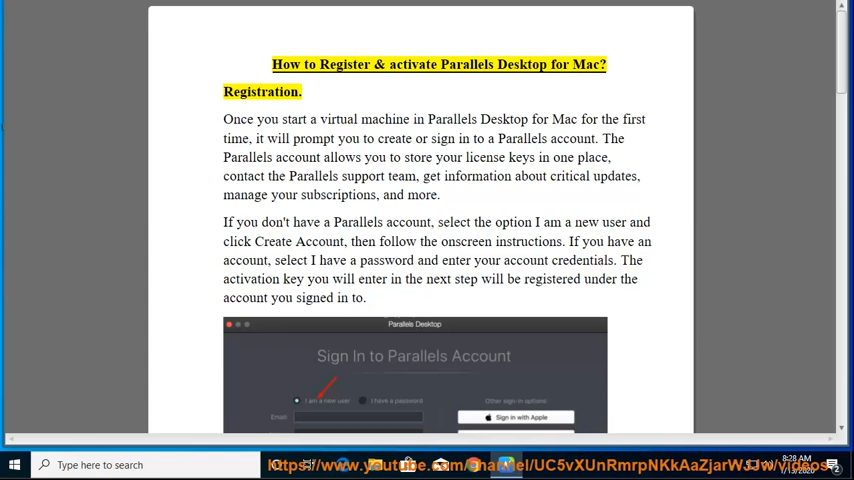 How to Register & activate Parallels Desktop for Mac?
Registration.
Once you start a virtual machine in Parallels Desktop for Mac for the first
time, it will prompt you to create or sign in to a Parallels account. The
Parallels account allows you to store your license keys in one place,
contact the Parallels support team, get information about critical updates,
manage your subscriptions, and more.
If you don't have a Parallels account, select the option I am a new user and
click Create Account, then follow the onscreen instructions. If you have an
account, select I have a password and enter your account credentials. The
activation key you will enter in the next step will be registered under the
account you signed in to.
Parallels Desktop
Sign In to Parallels Account
I am a new user I have a password Other sign-in options:
Email: Sign in with Apple
Type here to search
8:28 AM
7/13/2020
2